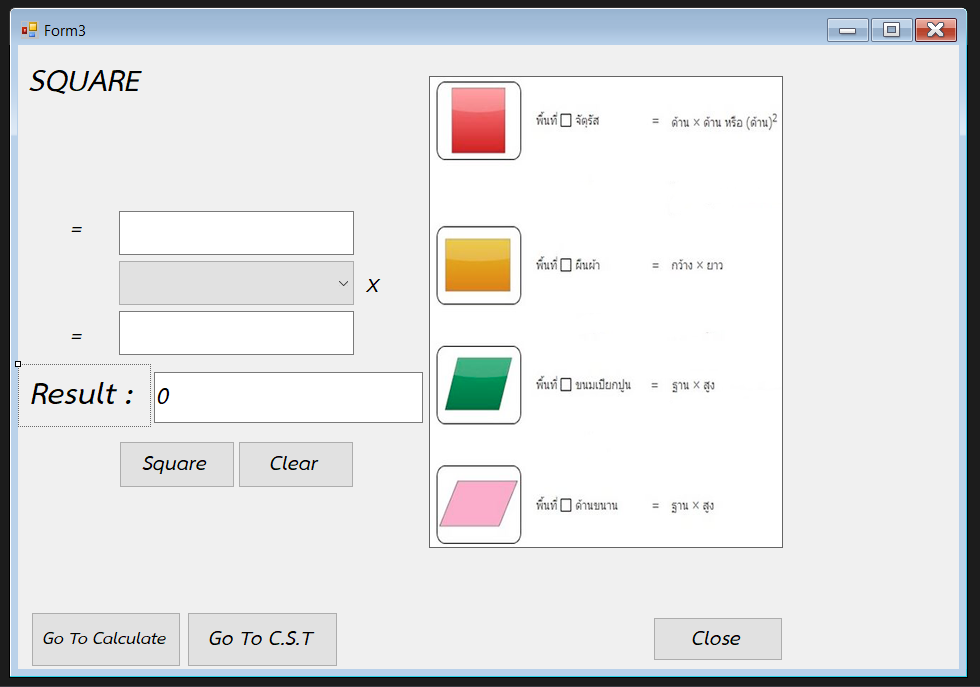 Form3
SQUARE
=
X
=
Result :
0
Square
Clear
Go To Calculate
Go To C.S.T
Close
พื้นที่ จัตุรัส = ด้าน × ด้าน หรือ (ด้าน)²
พื้นที่ ผืนผ้า = กว้าง × ยาว
พื้นที่ ขนมเปียกปูน = ฐาน × สูง
พื้นที่ ด้านขนาน = ฐาน × สูง